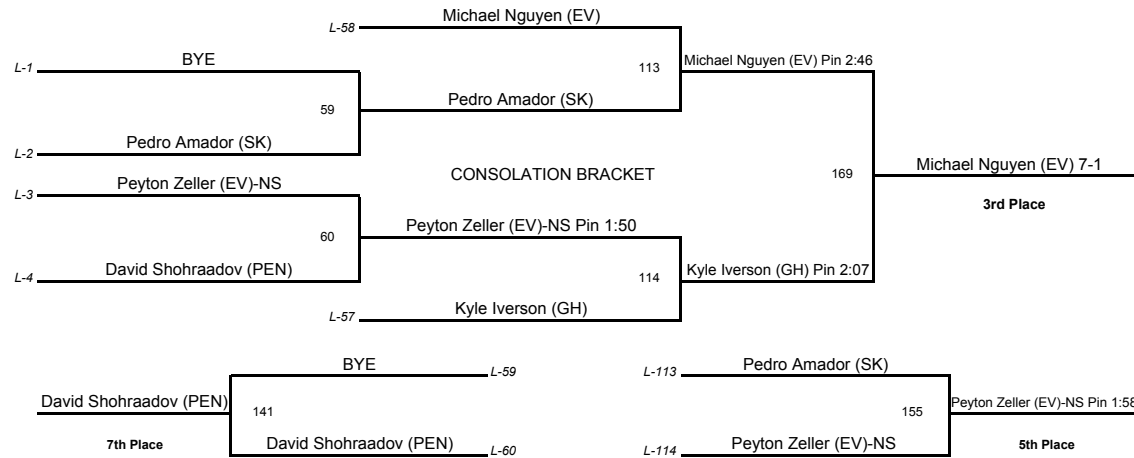 Michael Nguyen (EV)
L-58
BYE
Michael Nguyen (EV) Pin 2:46
L-1
113
Pedro Amador (SK)
59
Pedro Amador (SK)
L-2
Michael Nguyen (EV) 7-1
CONSOLATION BRACKET
169
Peyton Zeller (EV)-NS
L-3
3rd Place
Peyton Zeller (EV)-NS Pin 1:50
60
David Shohraadov (PEN)
Kyle Iverson (GH) Pin 2:07
L-4
114
Kyle Iverson (GH)
L-57
BYE
L-59
Pedro Amador (SK)
L-113
David Shohraadov (PEN)
Peyton Zeller (EV)-NS Pin 1:58
141
155
7th Place
David Shohraadov (PEN)
L-60
Peyton Zeller (EV)-NS
L-114
5th Place